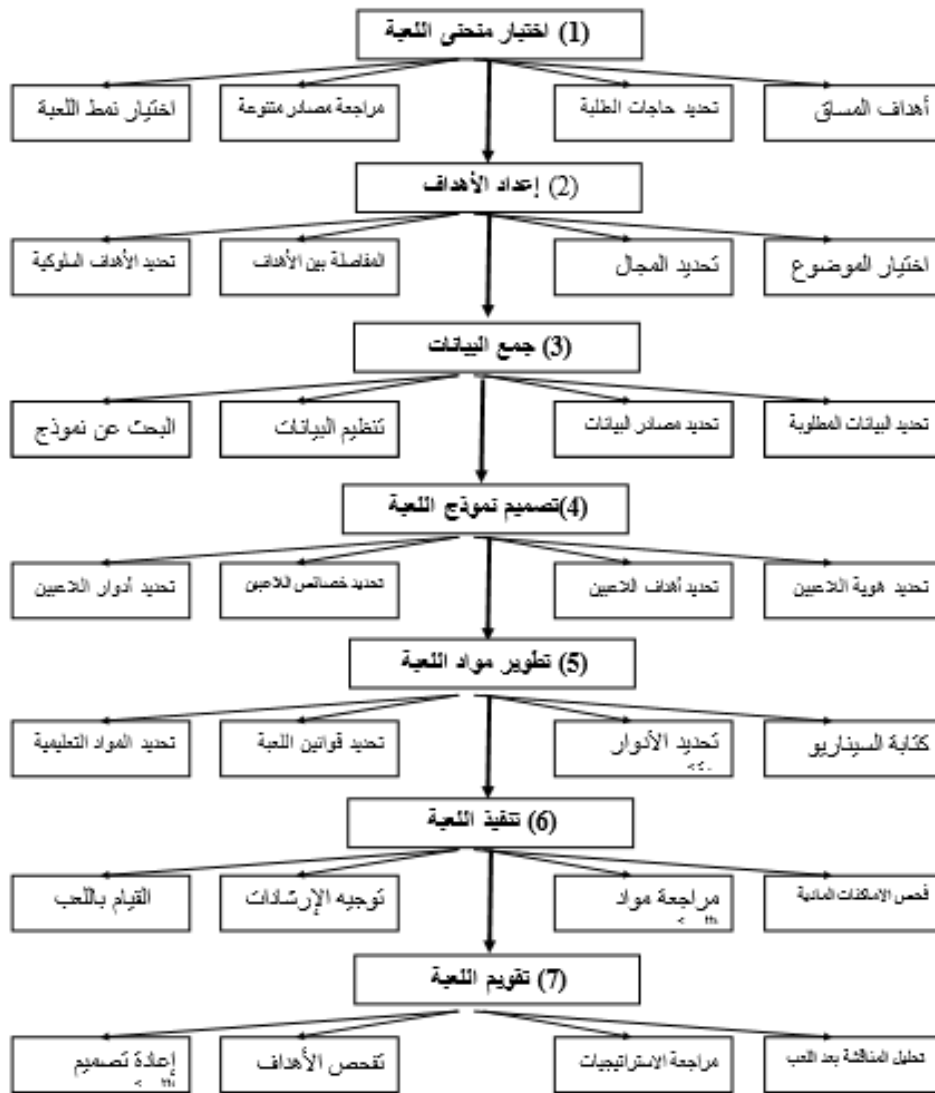 (1) اختيار منحنى اللعبة
أهداف المساق
تحديد حاجات الطلبة
مراجعة مصادر متنوعة
اختيار نمط اللعبة
(2) إعداد الأهداف
اختيار الموضوع
تحديد المجال
المفاصلة بين الأهداف
تحديد الأهداف السلوكية
(3) جمع البيانات
تحديد البيانات المطلوبة
تحديد مصادر البيانات
تنظيم البيانات
البحث عن نموذج
(4)تصميم نموذج اللعبة
تحديد هوية اللاعبين
تحديد أهداف اللاعبين
تحديد خصائص اللاعبين
تحديد أدوار اللاعبين
(5) تطوير مواد اللعبة
كتابة السيناريو
تحديد الأدوار
تحديد قوانين اللعبة
تحديد المواد التعليمية
(6) تنفيذ اللعبة
فحص الامكانات المادية
مراجعة مواد
توجيه الإرشادات
القيام باللعب
(7) تقويم اللعبة
تحليل المناقشة بعد اللعب
مراجعة الاستراتيجيات
تفحص الأهداف
إعادة تصميم